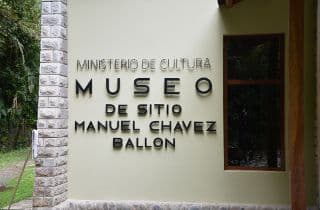 MINISTERIO DE CULTURA
MUSEO
DE SITIO
MANUEL CHAVEZ
BALLON